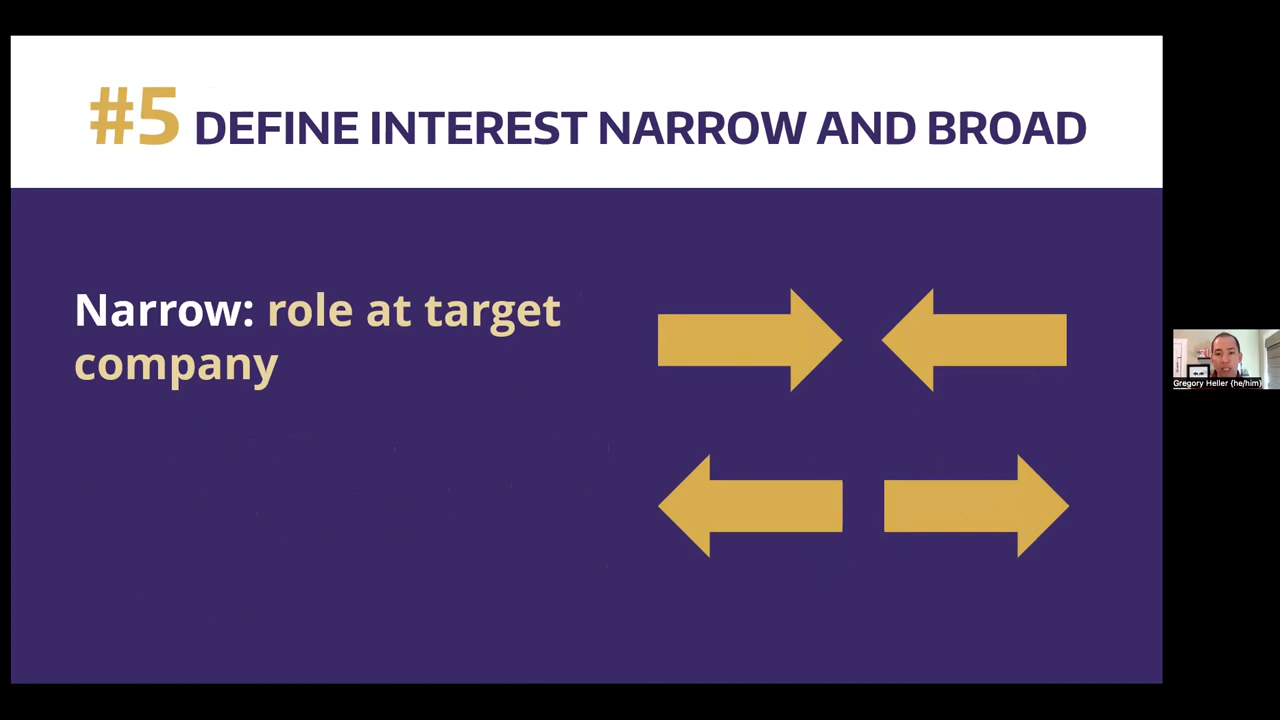 #5 DEFINE INTEREST NARROW AND BROAD
Narrow: role at target
company
Gregory Heller (he/him)